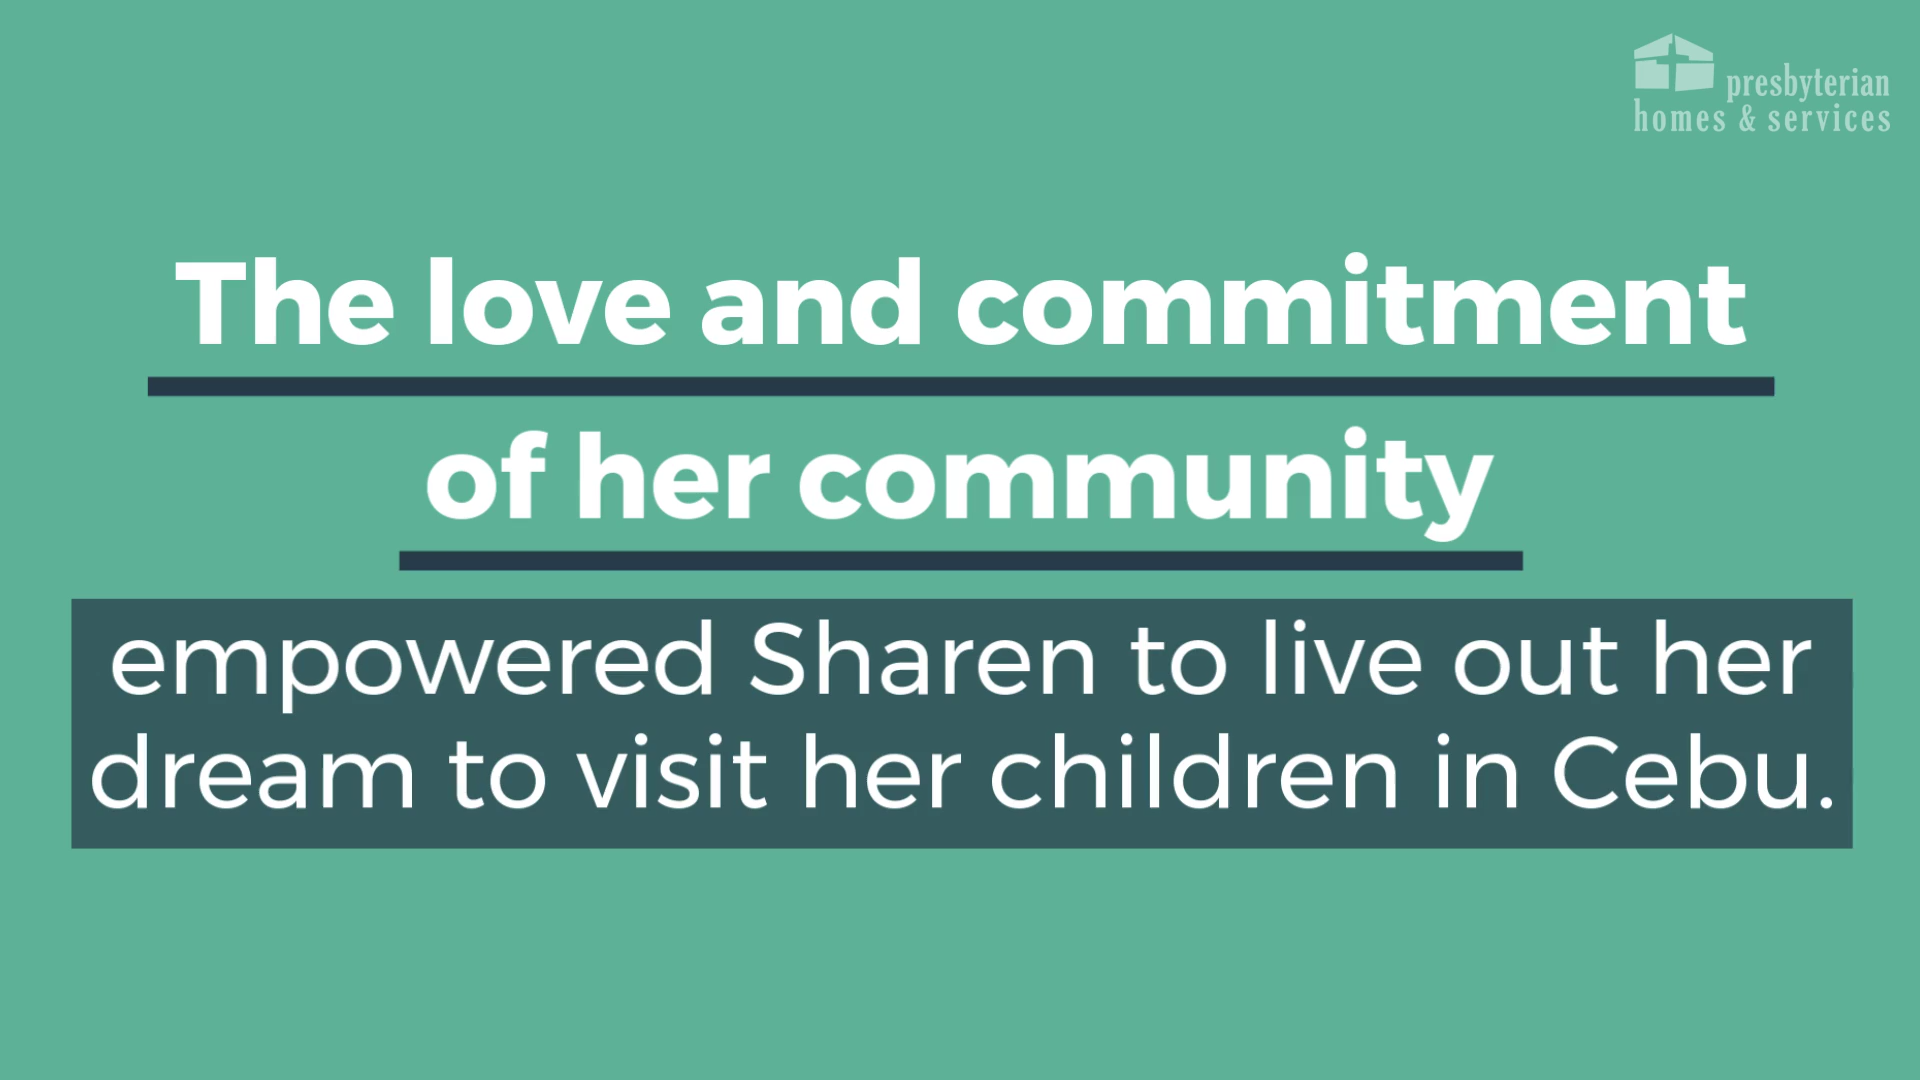 presbyterian
homes & services
The love and commitment
of her community
empowered Sharen to live out her
dream to visit her children in Cebu.